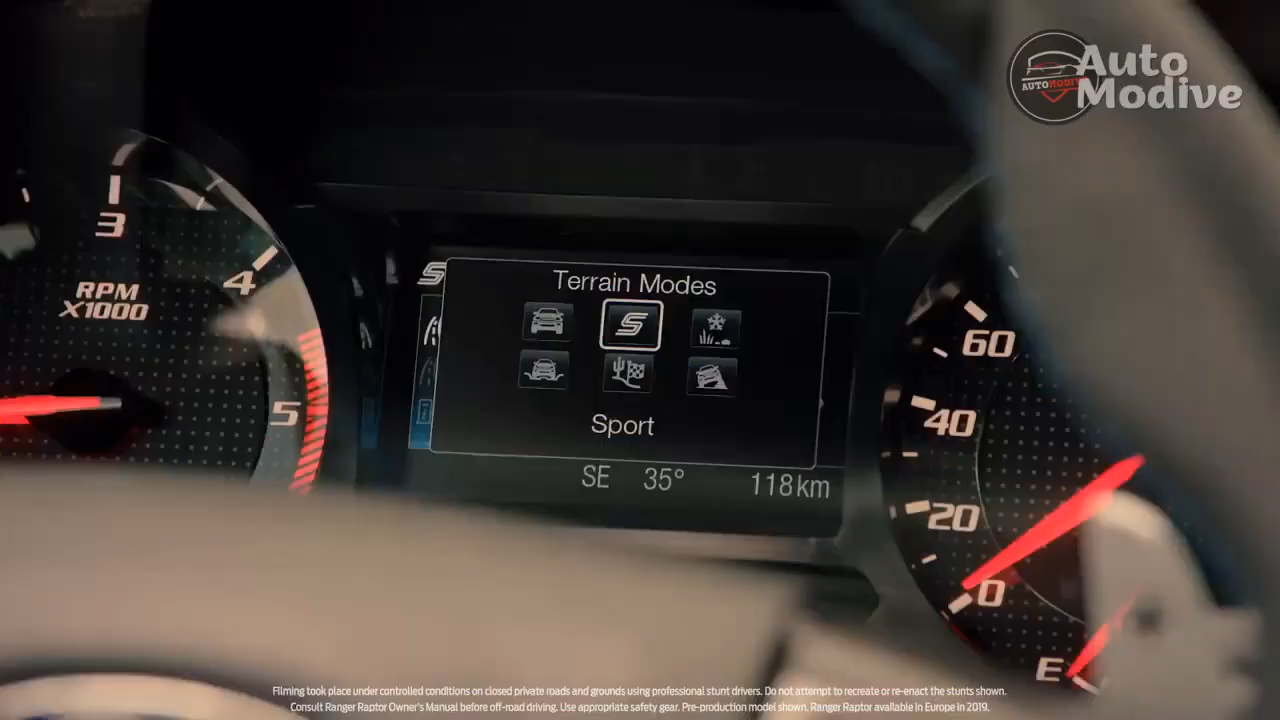 Auto
Modive
AUTOMODIVE
3
4
5
RPM
X1000
Terrain Modes
S
S
Sport
SE 35° 118km
60
40
20
0
E
Filming took place under controlled conditions on closed private roads and grounds using professional stunt drivers. Do not attempt to recreate or re-enact the stunts shown.
Consult Ranger Raptor Owner's Manual before off-road driving. Use appropriate safety gear. Pre-production model shown. Ranger Raptor available in Europe in 2019.